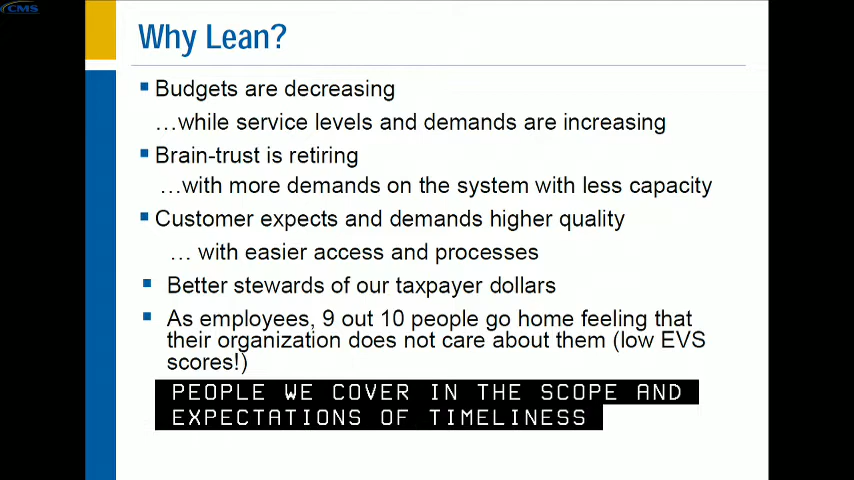 CMS
Why Lean?
Budgets are decreasing
…while service levels and demands are increasing
Brain-trust is retiring
…with more demands on the system with less capacity
Customer expects and demands higher quality
… with easier access and processes
Better stewards of our taxpayer dollars
As employees, 9 out 10 people go home feeling that
their organization does not care about them (low EVS
scores!)
PEOPLE WE COVER IN THE SCOPE AND
EXPECTATIONS OF TIMELINESS